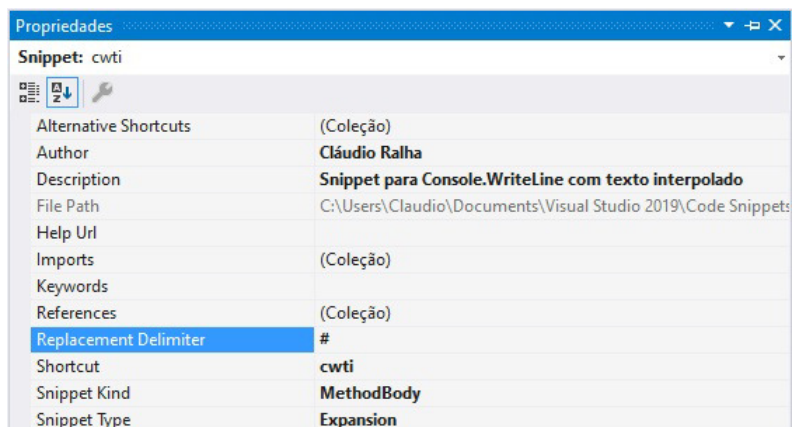 Propriedades
Snippet: cwti
Alternative Shortcuts (Coleção)
Author Cláudio Ralha
Description Snippet para Console.WriteLine com texto interpolado
File Path C:\Users\Claudio\Documents\Visual Studio 2019\Code Snippets
Help Url
Imports (Coleção)
Keywords
References (Coleção)
Replacement Delimiter #
Shortcut cwti
Snippet Kind MethodBody
Snippet Type Expansion